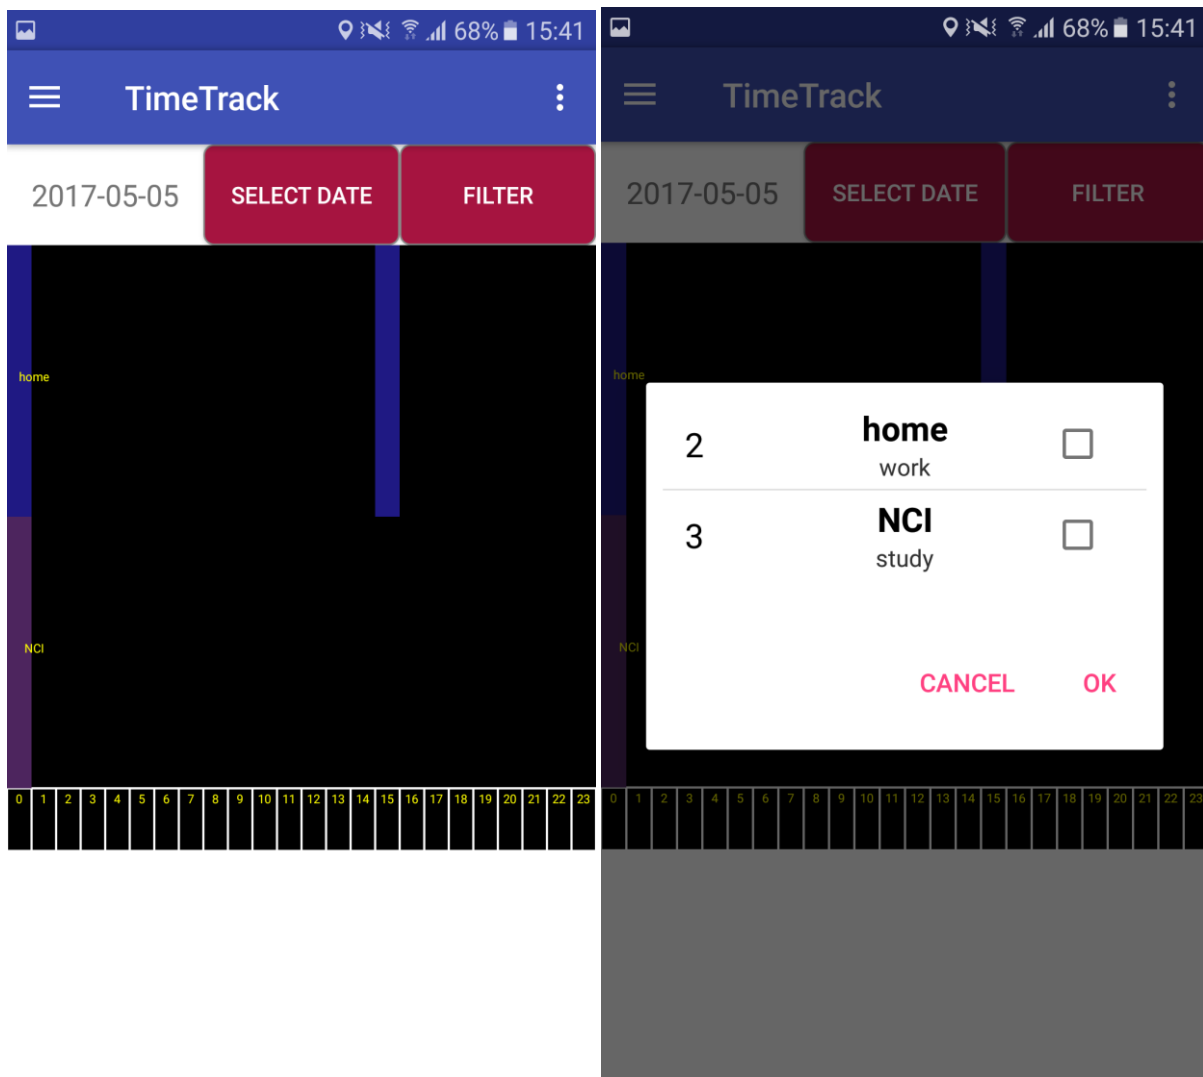 68% 15:41
TimeTrack
2017-05-05 SELECT DATE FILTER
home
NCI
0 1 2 3 4 5 6 7 8 9 10 11 12 13 14 15 16 17 18 19 20 21 22 23
68% 15:41
TimeTrack
2017-05-05 SELECT DATE FILTER
home
2 home
work
3 NCI
study
NCI
CANCEL OK
0 1 2 3 4 5 6 7 8 9 10 11 12 13 14 15 16 17 18 19 20 21 22 23